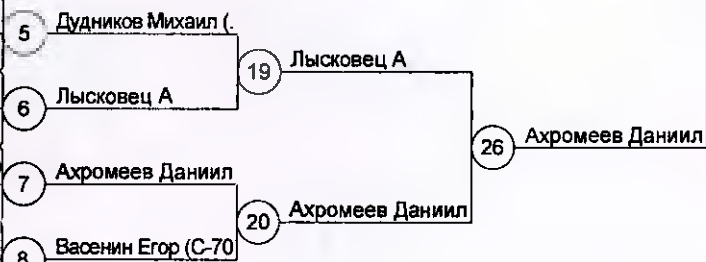 5 Дудников Михаил (.
19 Лысковец А
6 Лысковец А
26 Ахромеев Даниил
7 Ахромеев Даниил
20 Ахромеев Даниил
8 Васенин Егор (С-70